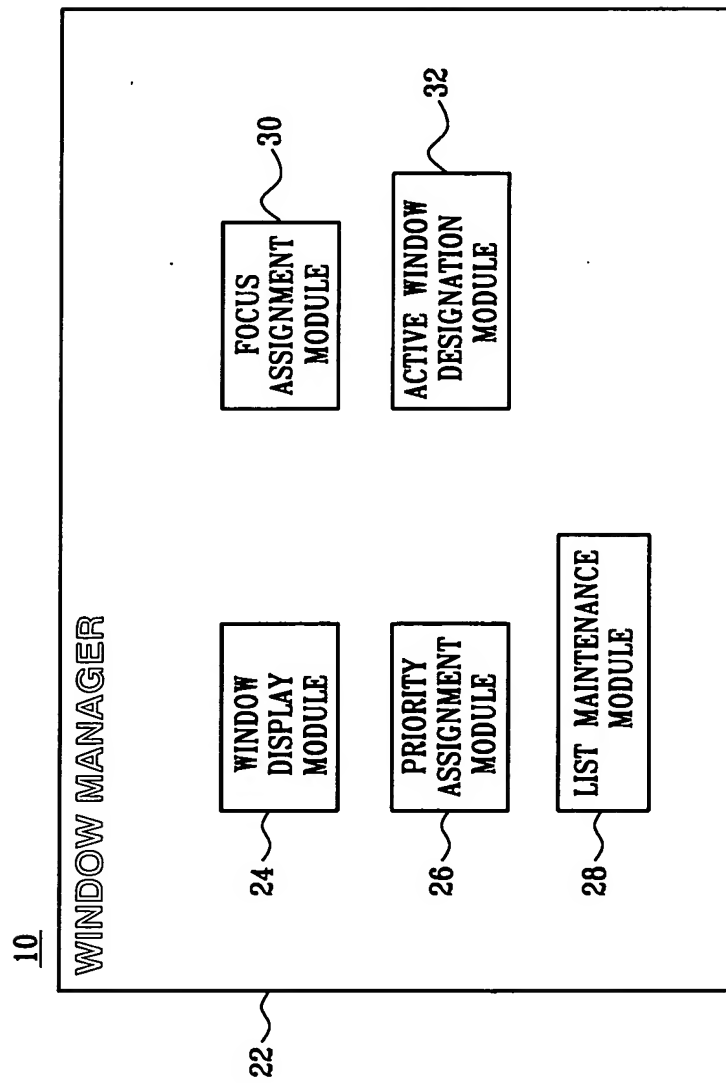 10
WINDOW MANAGER
22
24
WINDOW
DISPLAY
MODULE
FOCUS
ASSIGNMENT
MODULE
30
26
PRIORITY
ASSIGNMENT
MODULE
ACTIVE WINDOW
DESIGNATION
MODULE
32
28
LIST MAINTENANCE
MODULE